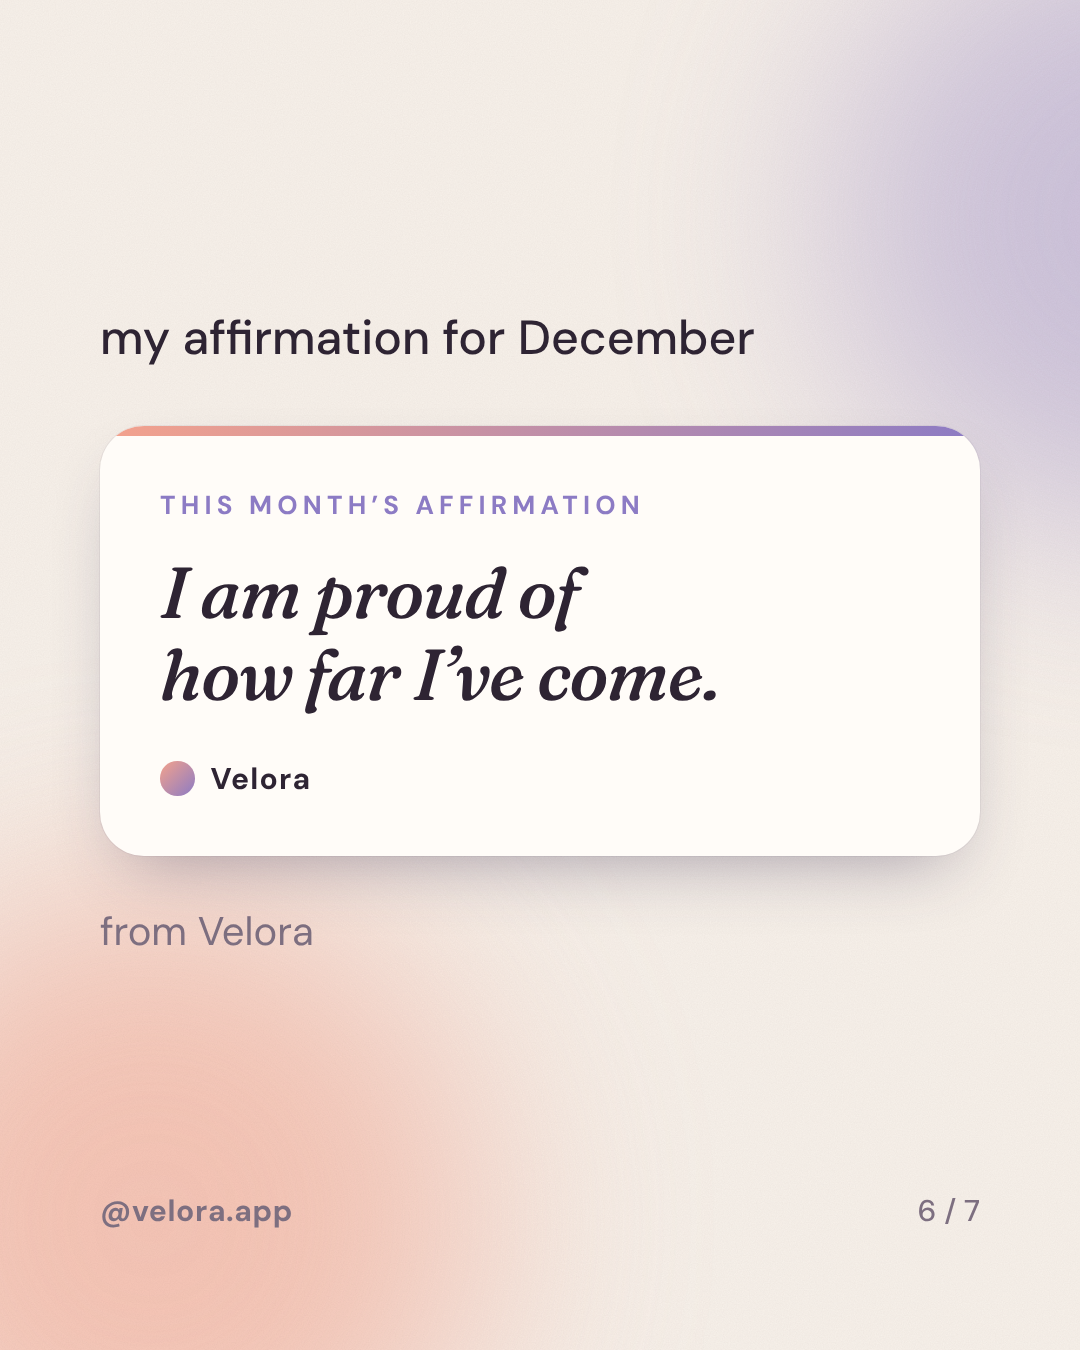 my affirmation for December
THIS MONTH’S AFFIRMATION
I am proud of
how far I’ve come.
Velora
from Velora
@velora.app
6 / 7